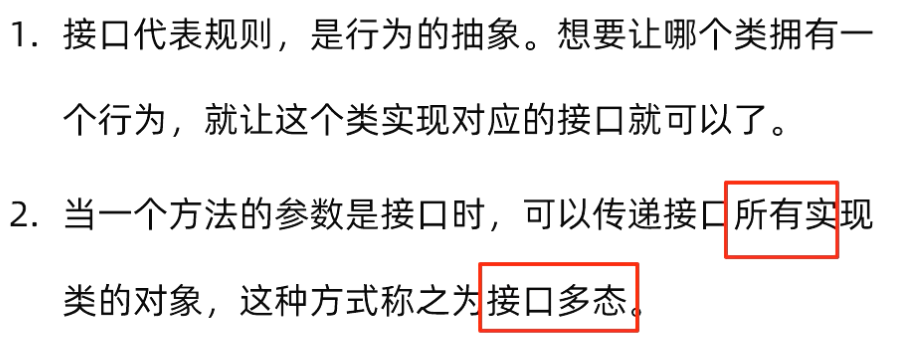 1. 接口代表规则，是行为的抽象。想要让哪个类拥有一
个行为，就让这个类实现对应的接口就可以了。
2. 当一个方法的参数是接口时，可以传递接口所有实现
类的对象，这种方式称之为接口多态。